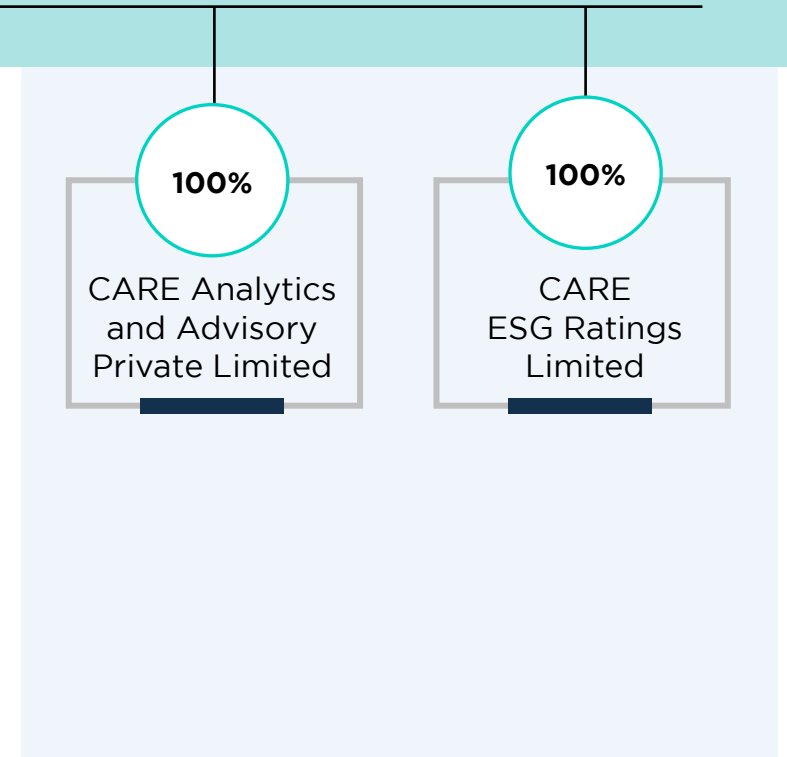 100%
CARE Analytics
and Advisory
Private Limited
100%
CARE
ESG Ratings
Limited